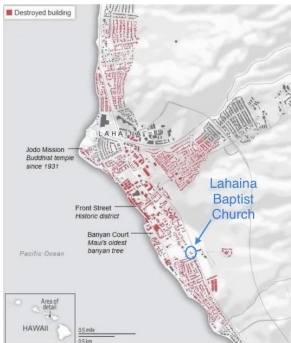 Destroyed building
LAHAINA
Jodo Mission
Buddhist temple
since 1931
Front Street
Historic district
Lahaina
Baptist
Church
Banyan Court
Maui's oldest
banyan tree
Pacific Ocean
Area of
detail
HAWAII
0.5 mile
0.5 km